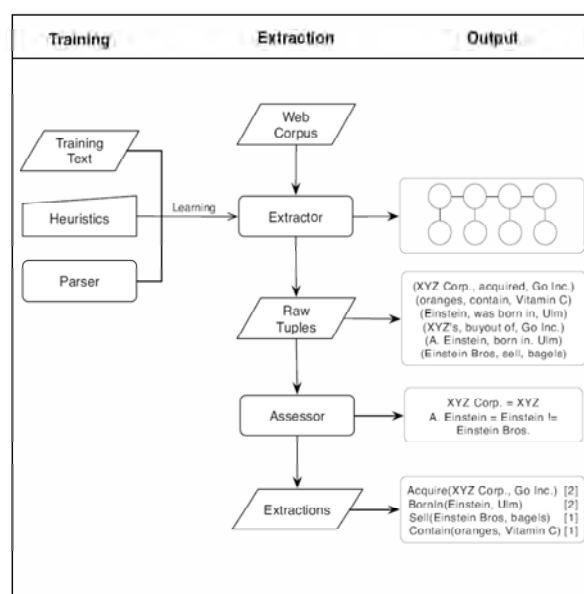 Training
Extraction
Output
Training
Text
Heuristics
Parser
Learning
Web
Corpus
Extractor
Raw
Tuples
Assessor
Extractions
(XYZ Corp., acquired, Go Inc.)
(oranges, contain, Vitamin C)
(Einstein, was born in, Ulm)
(XYZ's, buyout of, Go Inc.)
(A. Einstein, born in. Ulm)
(Einstein Bros, sell, bagels)
XYZ Corp. = XYZ
A. Einstein = Einstein !=
Einstein Bros.
Acquire(XYZ Corp., Go Inc.) [2]
BornIn(Einstein, Ulm) [2]
Sell(Einstein Bros, bagels) [1]
Contain(oranges, Vitamin C) [1]